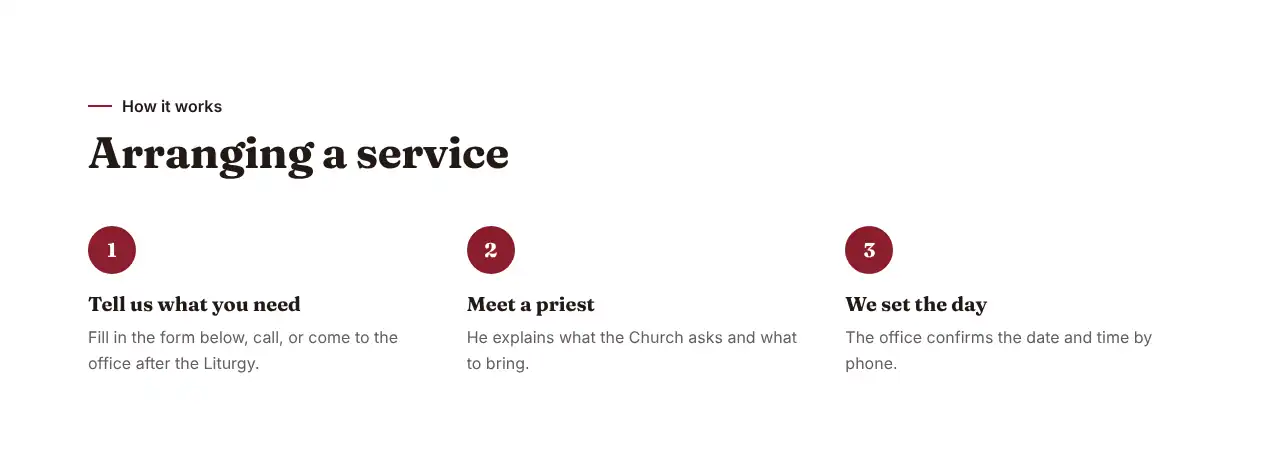 How it works
Arranging a service
1
Tell us what you need
Fill in the form below, call, or come to the
office after the Liturgy.
2
Meet a priest
He explains what the Church asks and what
to bring.
3
We set the day
The office confirms the date and time by
phone.